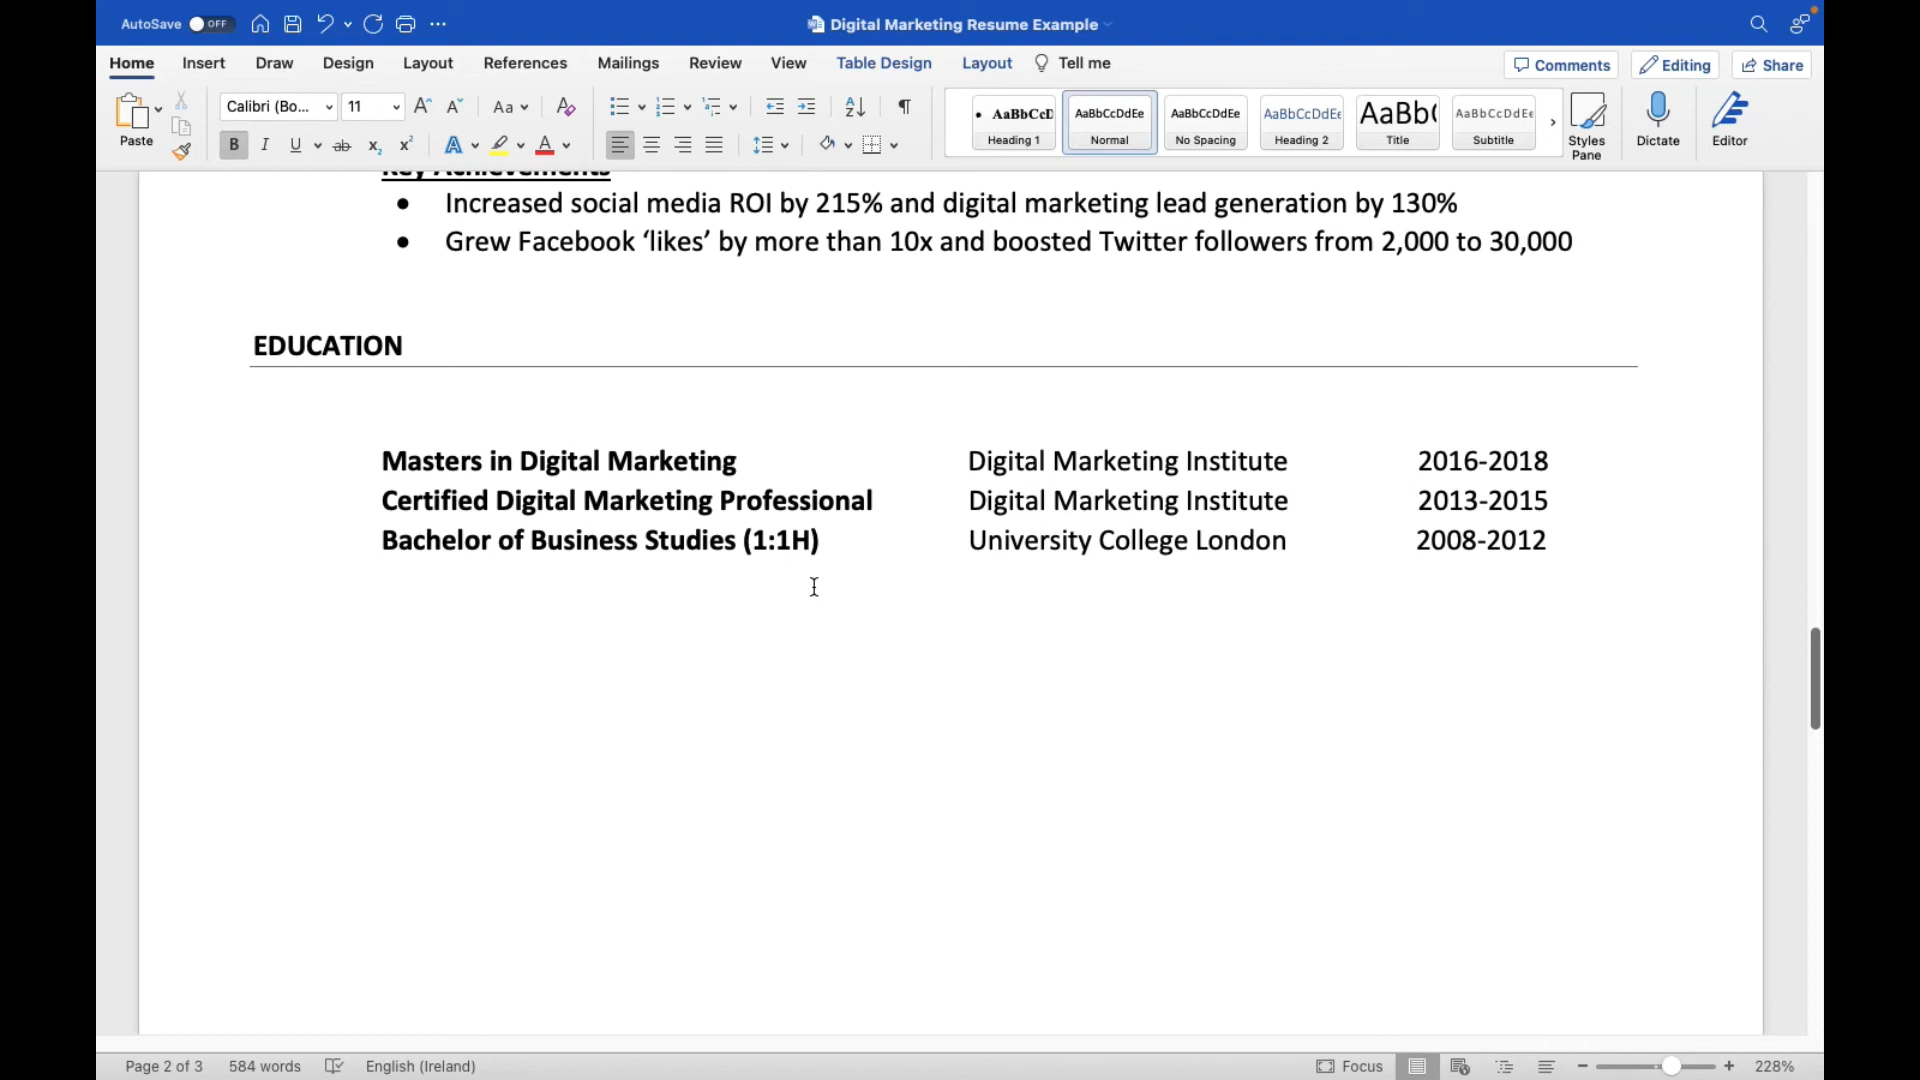 AutoSave OFF
Digital Marketing Resume Example
Home Insert Draw Design Layout References Mailings Review View Table Design Layout Tell me
Comments Editing Share
Paste
Calibri (Bo... 11
AaBbCcD AaBbCcDdEe AaBbCcDdEe AaBbCcDdEe AaBb( AaBbCcDdEe
Heading 1 Normal No Spacing Heading 2 Title Subtitle
Styles Pane
Dictate
Editor
Key Achievements
• Increased social media ROI by 215% and digital marketing lead generation by 130%
• Grew Facebook ‘likes’ by more than 10x and boosted Twitter followers from 2,000 to 30,000
EDUCATION
Masters in Digital Marketing Digital Marketing Institute 2016-2018
Certified Digital Marketing Professional Digital Marketing Institute 2013-2015
Bachelor of Business Studies (1:1H) University College London 2008-2012
Page 2 of 3 584 words English (Ireland) Focus 228%